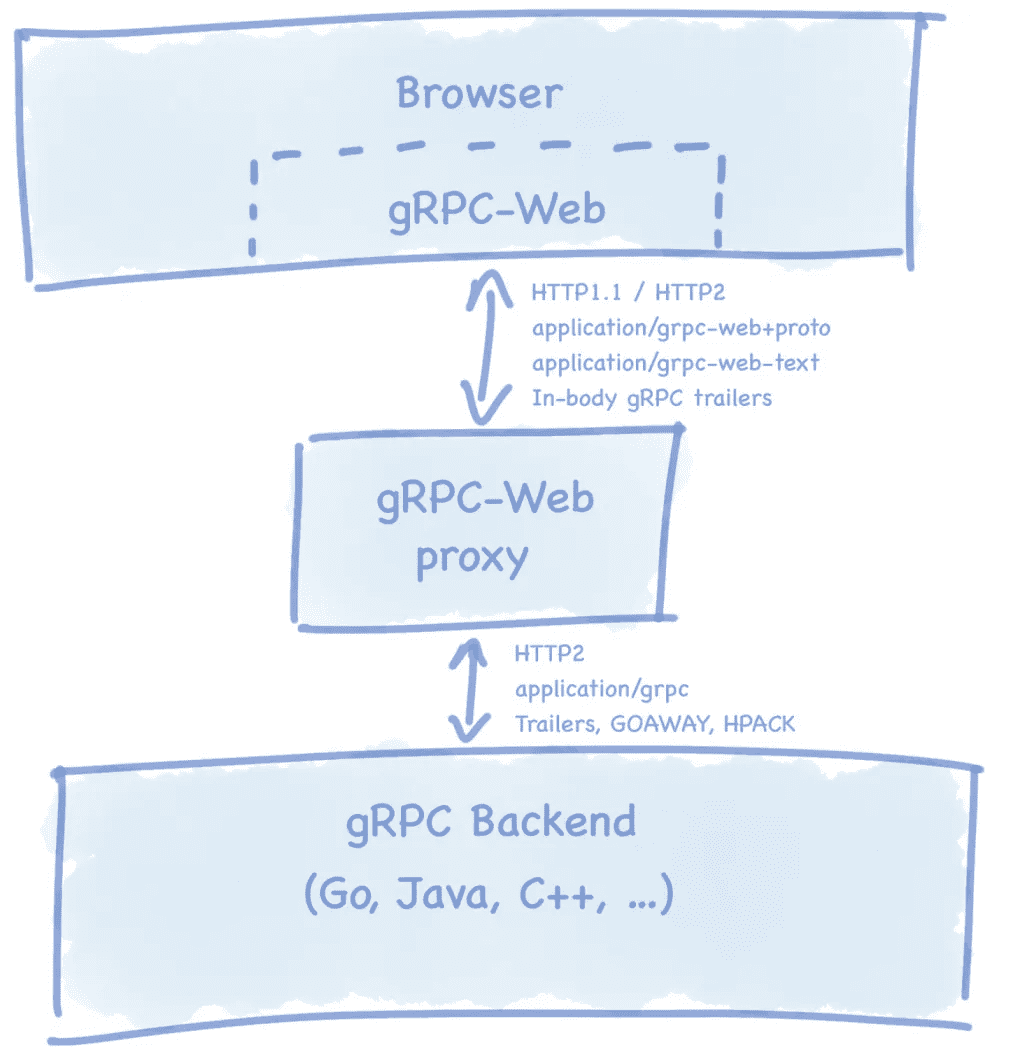 Browser
gRPC-Web
HTTP1.1 / HTTP2
application/grpc-web+proto
application/grpc-web-text
In-body gRPC trailers
gRPC-Web
proxy
HTTP2
application/grpc
Trailers, GOAWAY, HPACK
gRPC Backend
(Go, Java, C++, ...)